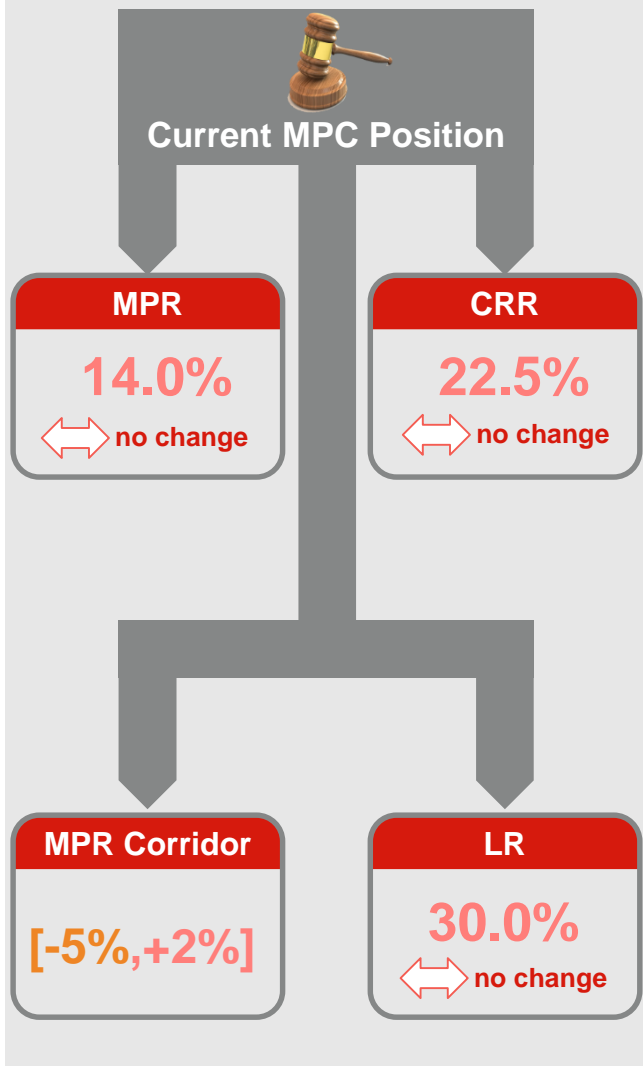 Current MPC Position
MPR
14.0%
no change
CRR
22.5%
no change
MPR Corridor
[-5%,+2%]
LR
30.0%
no change